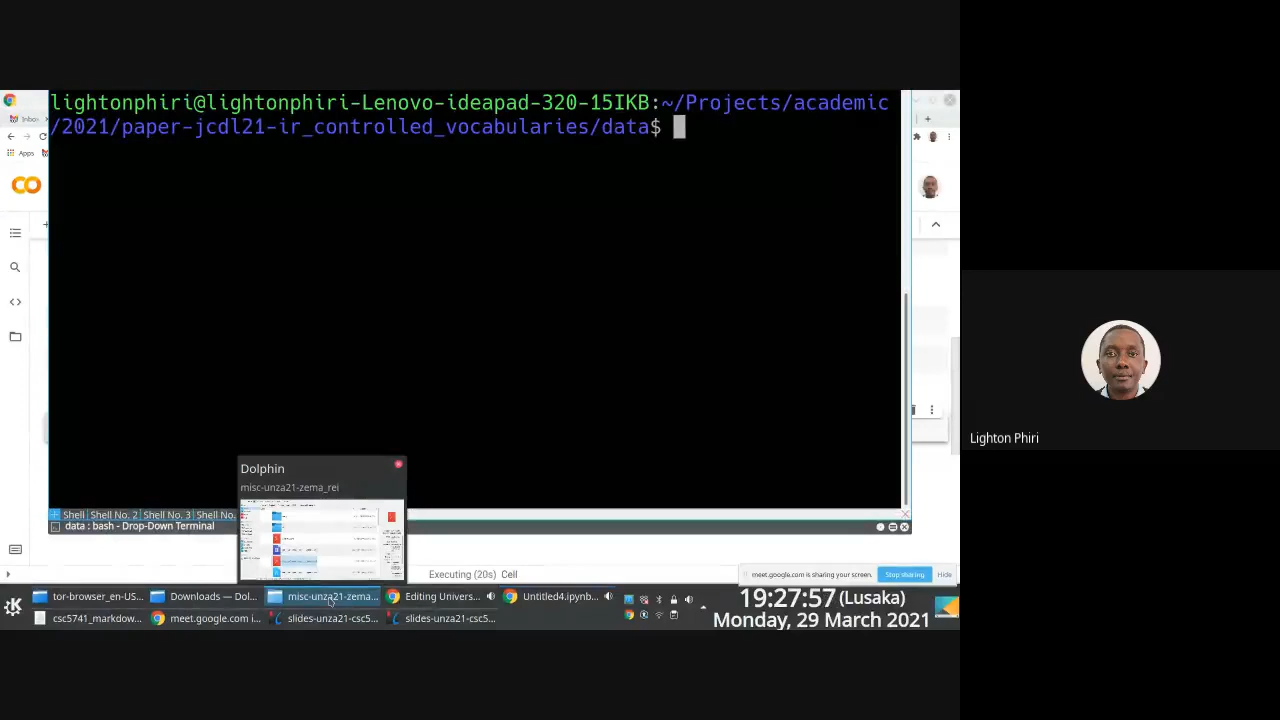 lightonphiri@lightonphiri-Lenovo-ideapad-320-15IKB:~/Projects/academic
/2021/paper-jcdl21-ir_controlled_vocabularies/data$
Inbo
Apps
Lighton Phiri
Dolphin
misc-unza21-zema_rei
Shell Shell No. 2 Shell No. 3 Shell No.
data : bash - Drop-Down Terminal
Executing (20s) Cell
meet.google.com is sharing your screen. Stop sharing Hide
tor-browser_en-US... Downloads — Dol... misc-unza21-zema... Editing Univers... Untitled4.ipynb...
csc5741_markdow... meet.google.com i... slides-unza21-csc5... slides-unza21-csc5...
19:27:57 (Lusaka)
Monday, 29 March 2021